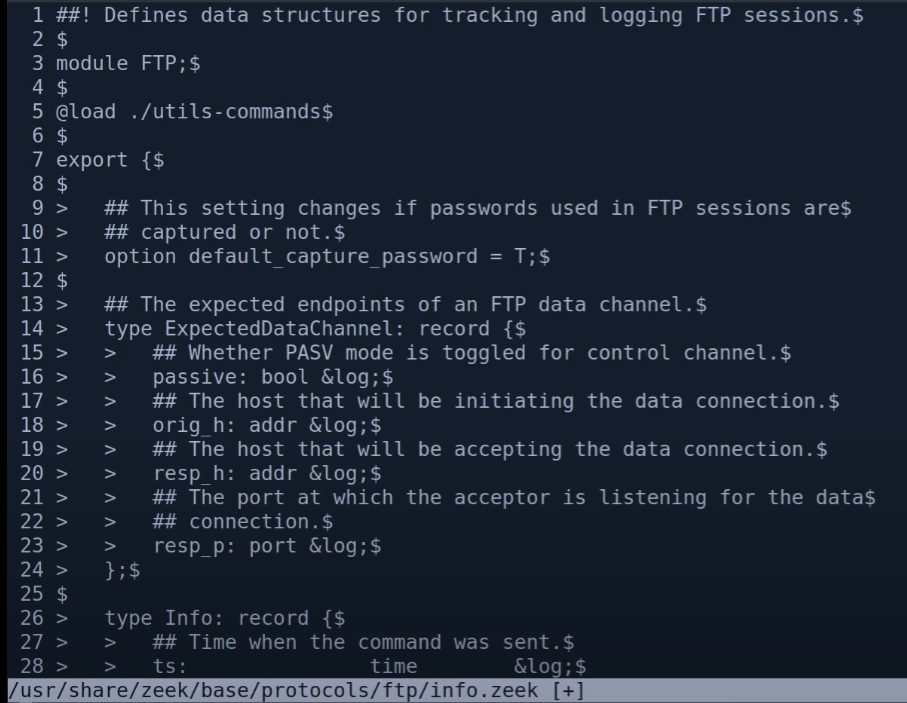 1 ##! Defines data structures for tracking and logging FTP sessions.$
2 $
3 module FTP;$
4 $
5 @load ./utils-commands$
6 $
7 export {$
8 $
9 >   ## This setting changes if passwords used in FTP sessions are$
10 >   ## captured or not.$
11 >   option default_capture_password = T;$
12 $
13 >   ## The expected endpoints of an FTP data channel.$
14 >   type ExpectedDataChannel: record {$
15 >   >   ## Whether PASV mode is toggled for control channel.$
16 >   >   passive: bool &log;$
17 >   >   ## The host that will be initiating the data connection.$
18 >   >   orig_h: addr &log;$
19 >   >   ## The host that will be accepting the data connection.$
20 >   >   resp_h: addr &log;$
21 >   >   ## The port at which the acceptor is listening for the data$
22 >   >   ## connection.$
23 >   >   resp_p: port &log;$
24 >   };$
25 $
26 >   type Info: record {$
27 >   >   ## Time when the command was sent.$
28 >   >   ts:               time        &log;$
/usr/share/zeek/base/protocols/ftp/info.zeek [+]